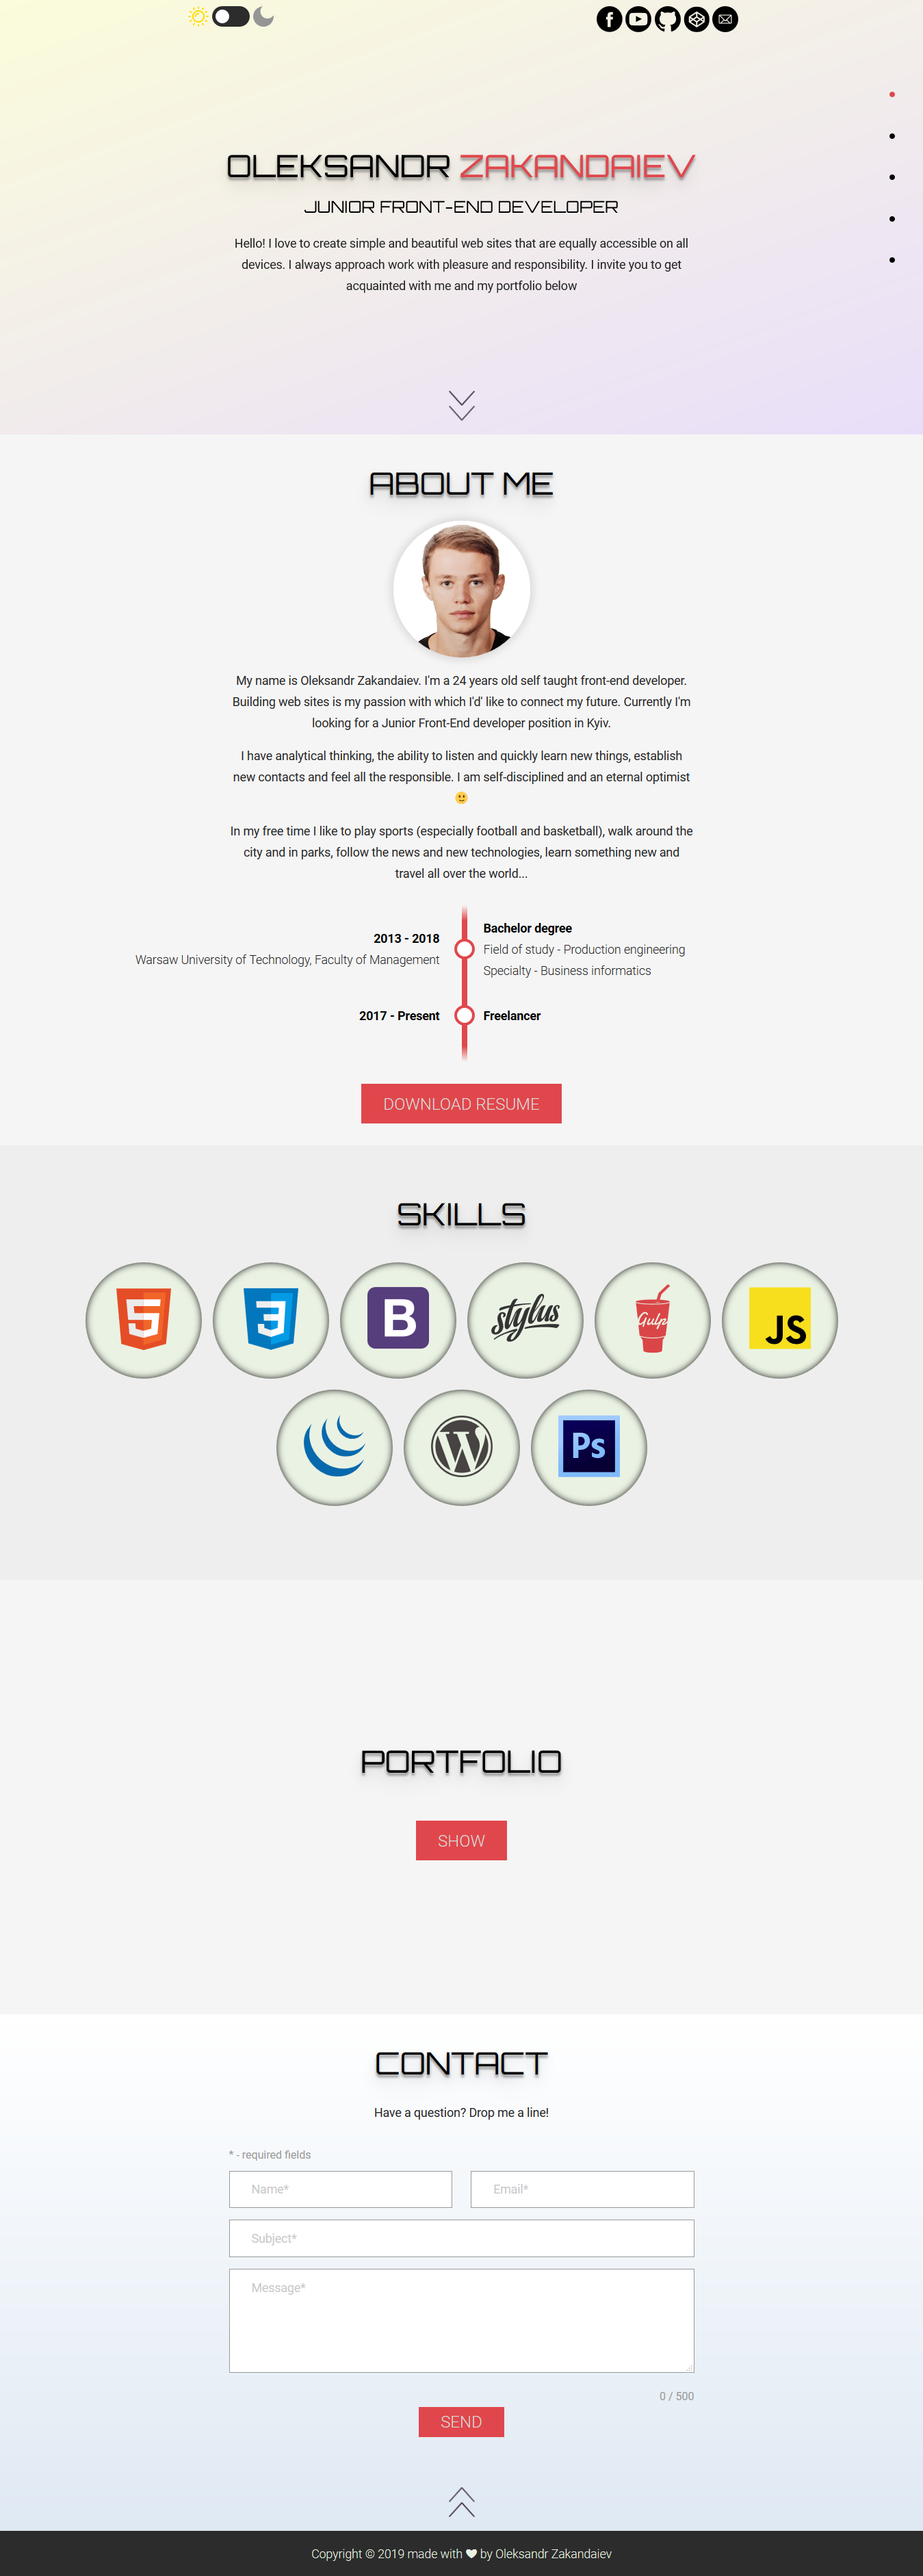 OLEKSANDR ZAKANDAIEV
JUNIOR FRONT-END DEVELOPER
Hello! I love to create simple and beautiful web sites that are equally accessible on all
devices. I always approach work with pleasure and responsibility. I invite you to get
acquainted with me and my portfolio below
ABOUT ME
My name is Oleksandr Zakandaiev. I'm a 24 years old self taught front-end developer.
Building web sites is my passion with which I'd' like to connect my future. Currently I'm
looking for a Junior Front-End developer position in Kyiv.
I have analytical thinking, the ability to listen and quickly learn new things, establish
new contacts and feel all the responsible. I am self-disciplined and an eternal optimist
🙂
In my free time I like to play sports (especially football and basketball), walk around the
city and in parks, follow the news and new technologies, learn something new and
travel all over the world...
2013 - 2018
Warsaw University of Technology, Faculty of Management
Bachelor degree
Field of study - Production engineering
Specialty - Business informatics
2017 - Present
Freelancer
DOWNLOAD RESUME
SKILLS
5
3
B
stylus
Gulp
JS
W
Ps
PORTFOLIO
SHOW
CONTACT
Have a question? Drop me a line!
* - required fields
Name*
Email*
Subject*
Message*
0 / 500
SEND
Copyright © 2019 made with ❤ by Oleksandr Zakandaiev